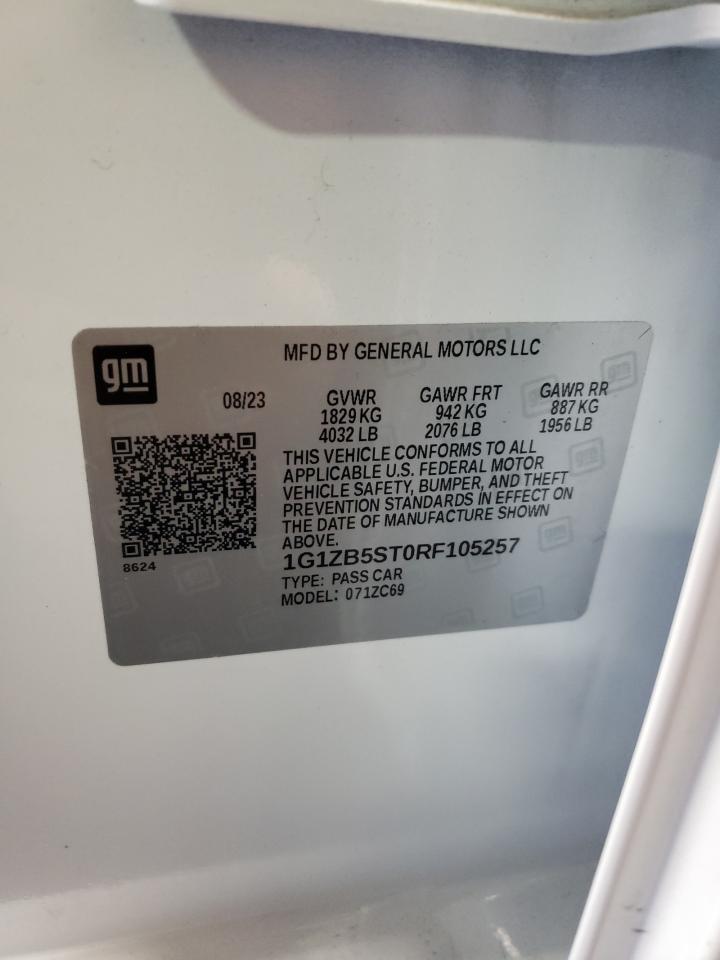 gm
MFD BY GENERAL MOTORS LLC
08/23
GVWR
1829 KG
4032 LB
GAWR FRT
942 KG
2076 LB
GAWR RR
887 KG
1956 LB
THIS VEHICLE CONFORMS TO ALL
APPLICABLE U.S. FEDERAL MOTOR
VEHICLE SAFETY, BUMPER, AND THEFT
PREVENTION STANDARDS IN EFFECT ON
THE DATE OF MANUFACTURE SHOWN
ABOVE.
8624
1G1ZB5ST0RF105257
TYPE: PASS CAR
MODEL: 071ZC69